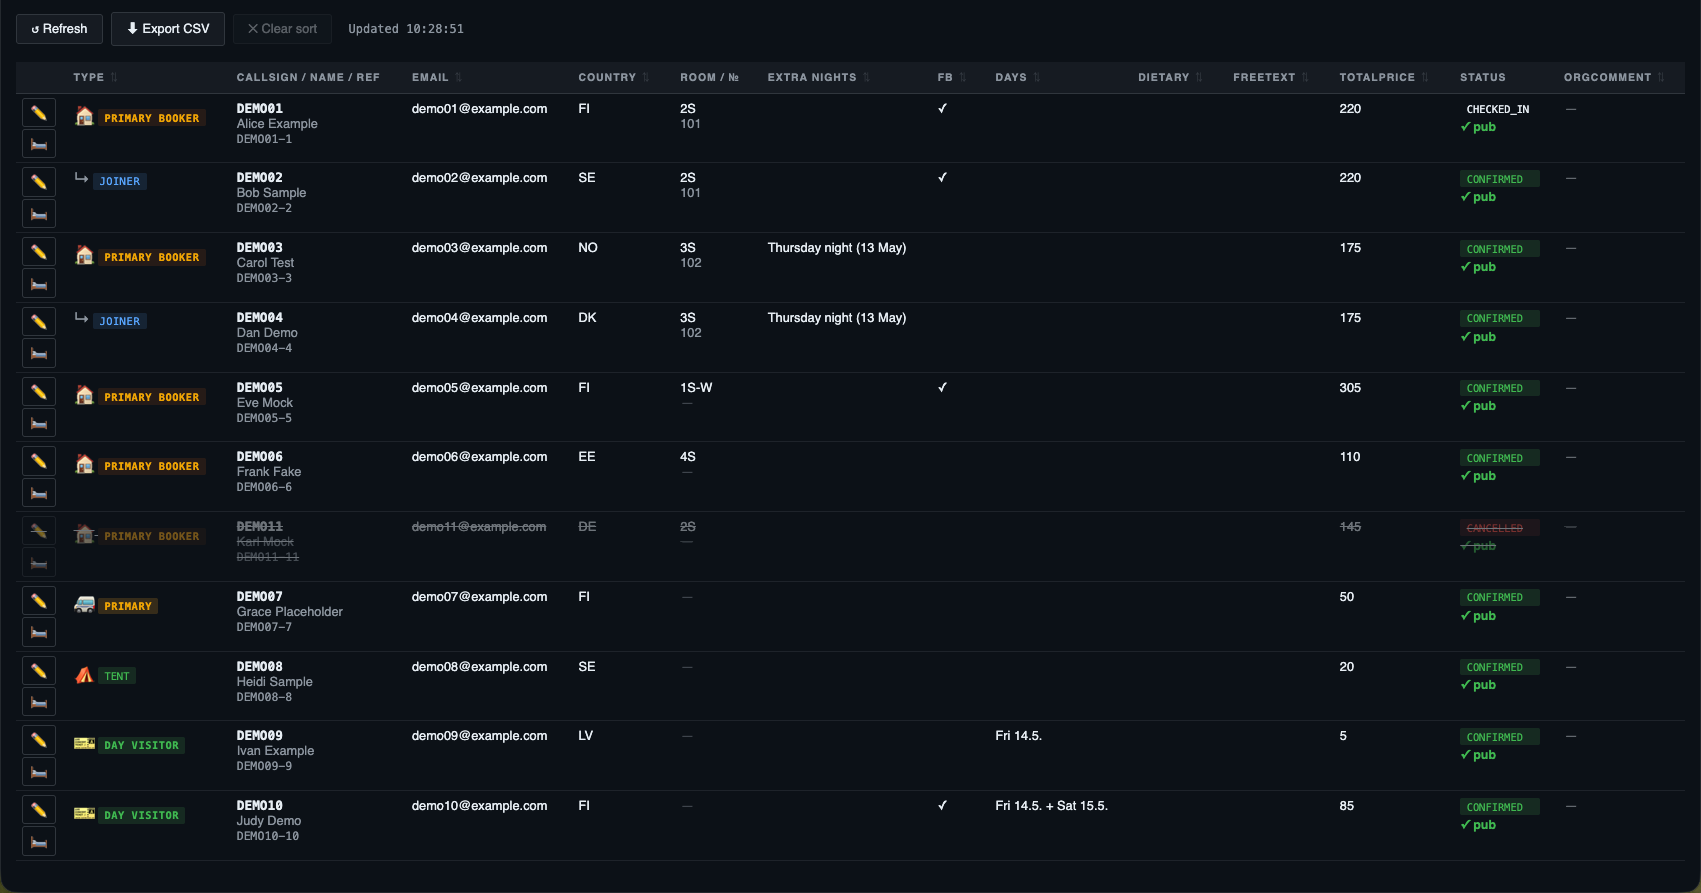 ↺ Refresh ⬇ Export CSV ✕ Clear sort Updated 10:28:51
TYPE ⇅ CALLSIGN / NAME / REF EMAIL ⇅ COUNTRY ⇅ ROOM / № EXTRA NIGHTS ⇅ FB ⇅ DAYS ⇅ DIETARY ⇅ FREETEXT ⇅ TOTALPRICE ⇅ STATUS ORGCOMMENT ⇅
PRIMARY BOOKER DEMO01 demo01@example.com FI 2S ✓ 220 CHECKED_IN —
Alice Example 101 ✓ pub
DEMO01-1
↳ JOINER DEMO02 demo02@example.com SE 2S ✓ 220 CONFIRMED —
Bob Sample 101 ✓ pub
DEMO02-2
PRIMARY BOOKER DEMO03 demo03@example.com NO 3S Thursday night (13 May) 175 CONFIRMED —
Carol Test 102 ✓ pub
DEMO03-3
↳ JOINER DEMO04 demo04@example.com DK 3S Thursday night (13 May) 175 CONFIRMED —
Dan Demo 102 ✓ pub
DEMO04-4
PRIMARY BOOKER DEMO05 demo05@example.com FI 1S-W ✓ 305 CONFIRMED —
Eve Mock — ✓ pub
DEMO05-5
PRIMARY BOOKER DEMO06 demo06@example.com EE 4S 110 CONFIRMED —
Frank Fake — ✓ pub
DEMO06-6
PRIMARY BOOKER DEMO11 demo11@example.com DE 2S 145 CANCELLED —
Karl Mock — ✓ pub
DEMO11-11
PRIMARY DEMO07 demo07@example.com FI — 50 CONFIRMED —
Grace Placeholder ✓ pub
DEMO07-7
TENT DEMO08 demo08@example.com SE — 20 CONFIRMED —
Heidi Sample ✓ pub
DEMO08-8
DAY VISITOR DEMO09 demo09@example.com LV — Fri 14.5. 5 CONFIRMED —
Ivan Example ✓ pub
DEMO09-9
DAY VISITOR DEMO10 demo10@example.com FI — ✓ Fri 14.5. + Sat 15.5. 85 CONFIRMED —
Judy Demo ✓ pub
DEMO10-10